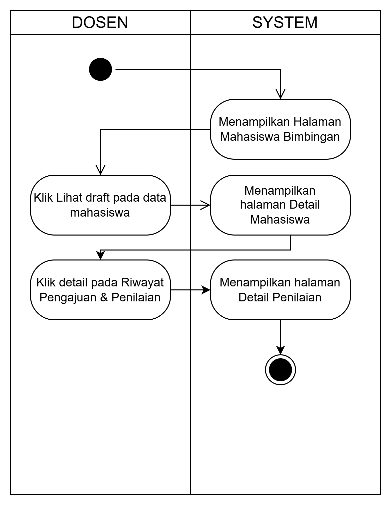 DOSEN
SYSTEM
Menampilkan Halaman
Mahasiswa Bimbingan
Klik Lihat draft pada data
mahasiswa
Menampilkan
halaman Detail
Mahasiswa
Klik detail pada Riwayat
Pengajuan & Penilaian
Menampilkan halaman
Detail Penilaian